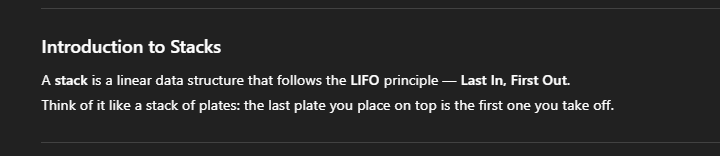 Introduction to Stacks
A stack is a linear data structure that follows the LIFO principle — Last In, First Out.
Think of it like a stack of plates: the last plate you place on top is the first one you take off.